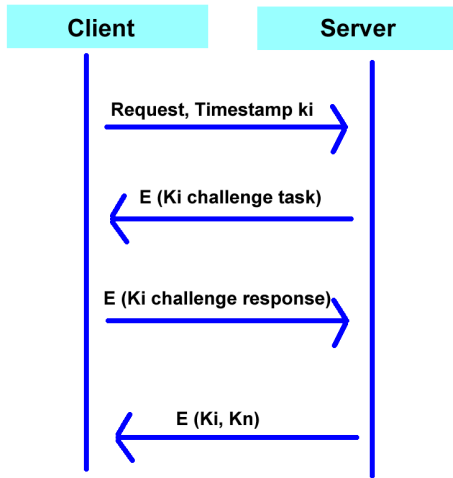 Client
Server
Request, Timestamp ki
E (Ki challenge task)
E (Ki challenge response)
E (Ki, Kn)